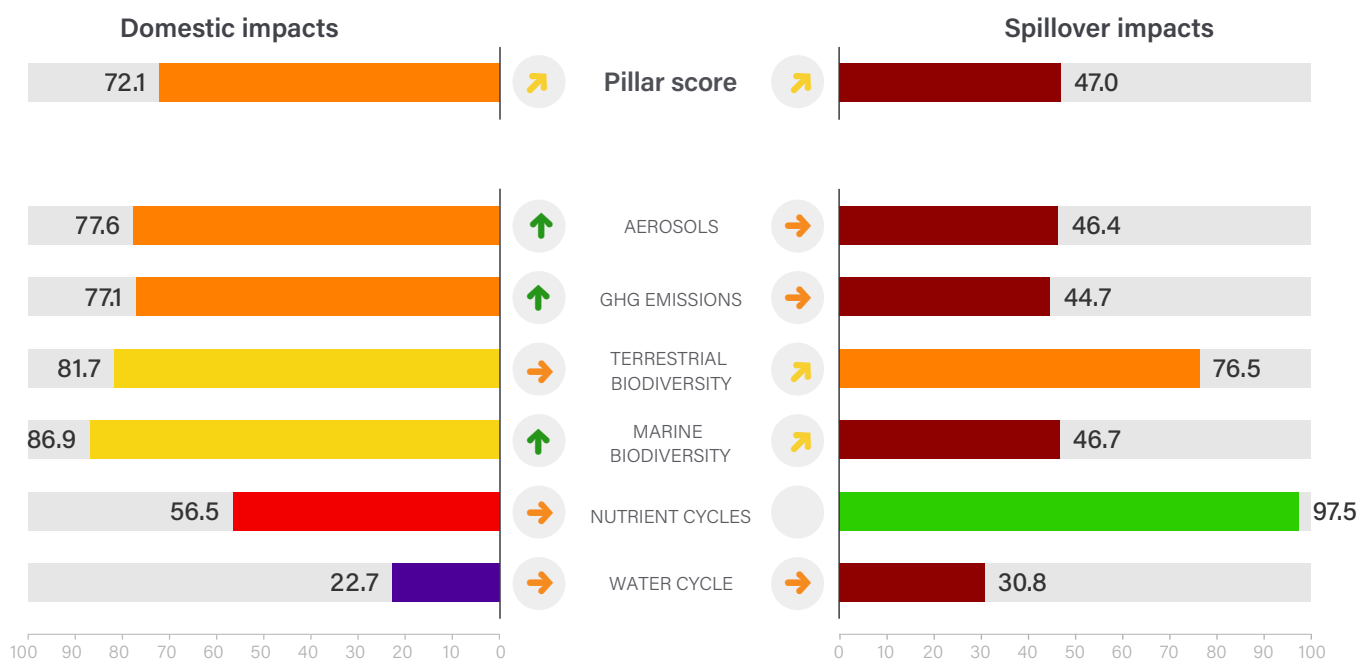 Domestic impacts
Spillover impacts
72.1
Pillar score
47.0
77.6
AEROSOLS
46.4
77.1
GHG EMISSIONS
44.7
81.7
TERRESTRIAL
BIODIVERSITY
76.5
86.9
MARINE
BIODIVERSITY
46.7
56.5
NUTRIENT CYCLES
97.5
22.7
WATER CYCLE
30.8
100 90 80 70 60 50 40 30 20 10 0
0 10 20 30 40 50 60 70 80 90 100